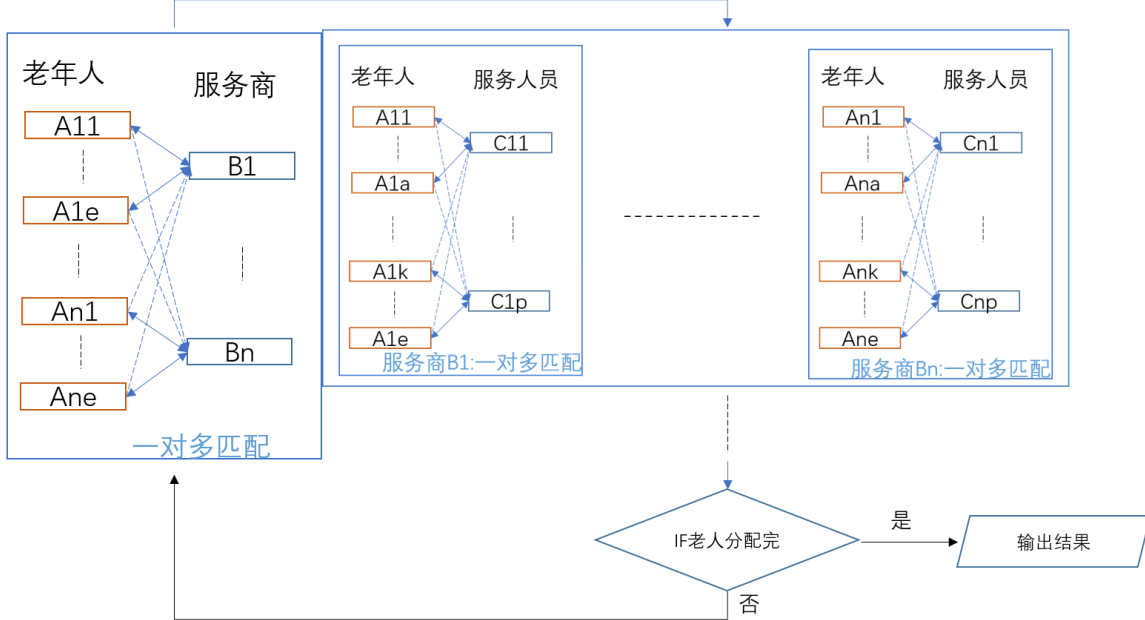 老年人
服务商
A11
B1
A1e
An1
Bn
Ane
一对多匹配
老年人
服务人员
A11
C11
A1a
A1k
C1p
A1e
服务商B1:一对多匹配
老年人
服务人员
An1
Cn1
Ana
Ank
Cnp
Ane
服务商Bn:一对多匹配
IF老人分配完
是
输出结果
否